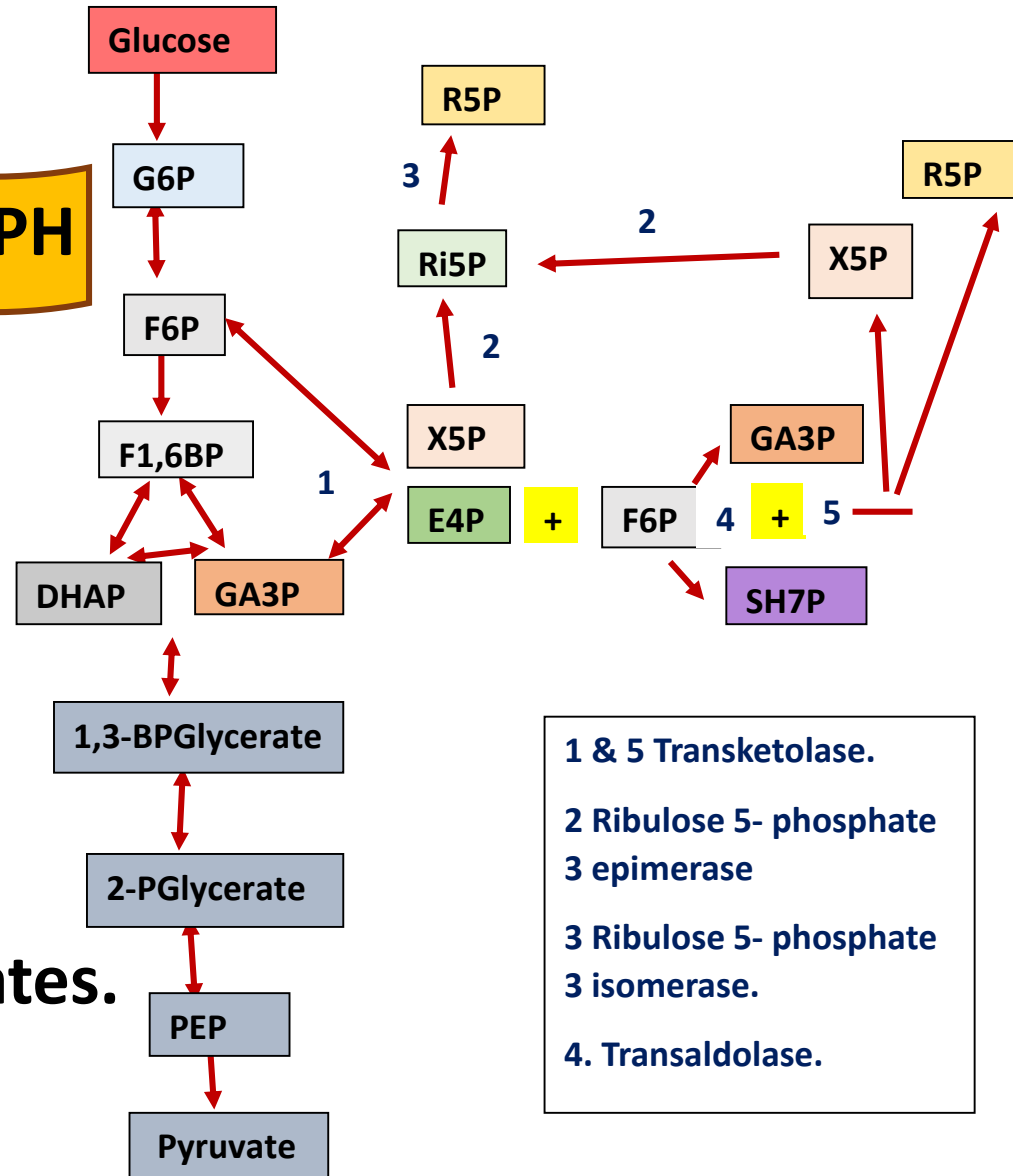 Glucose
R5P
G6P
3
R5P
PH
2
Ri5P
X5P
F6P
2
X5P
GA3P
F1,6BP
1
E4P + F6P 4 + 5
DHAP
GA3P
SH7P
1,3-BPGlycerate
2-PGlycerate
ates.
PEP
Pyruvate
1 & 5 Transketolase.
2 Ribulose 5- phosphate
3 epimerase
3 Ribulose 5- phosphate
3 isomerase.
4. Transaldolase.